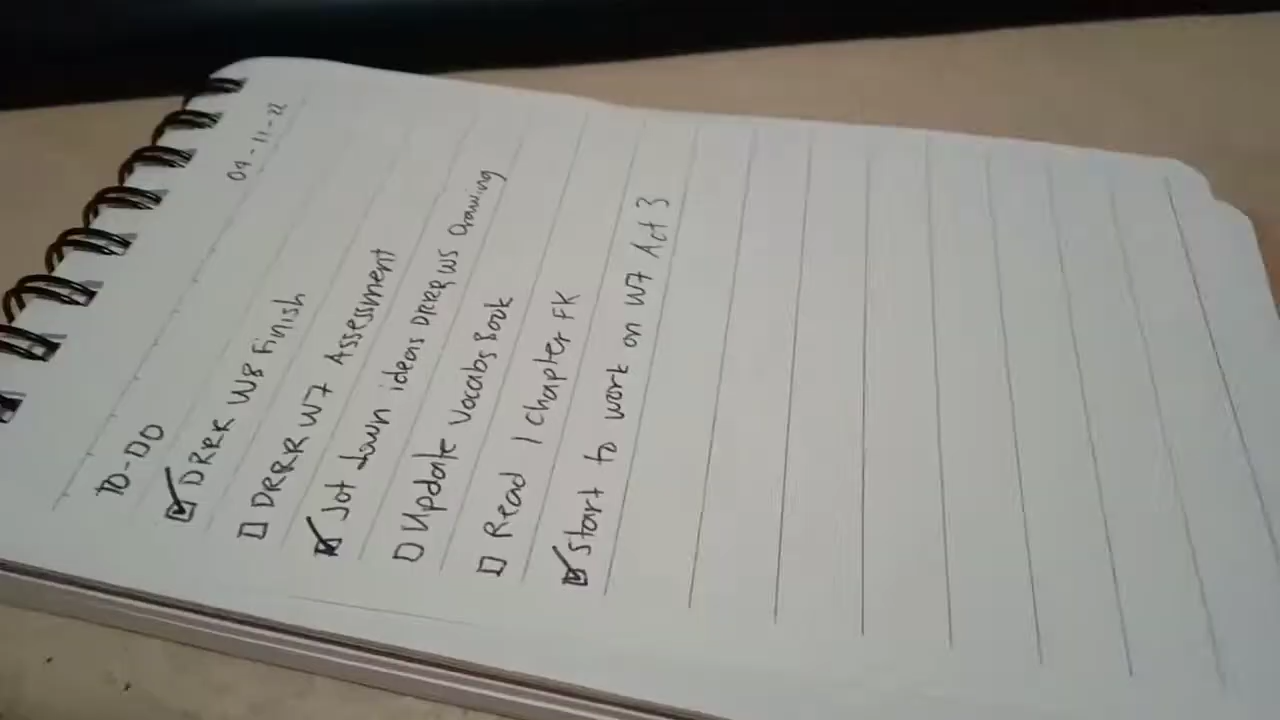 04-11-22
TO-DO
☑ DRRR W8 Finish
☐ DRRR W7 Assessment
☑ Jot down ideas DRRR W5 Drawing
☐ Update Vocabs Book
☐ Read 1 Chapter FK
☑ Start to work on W7 Act 3